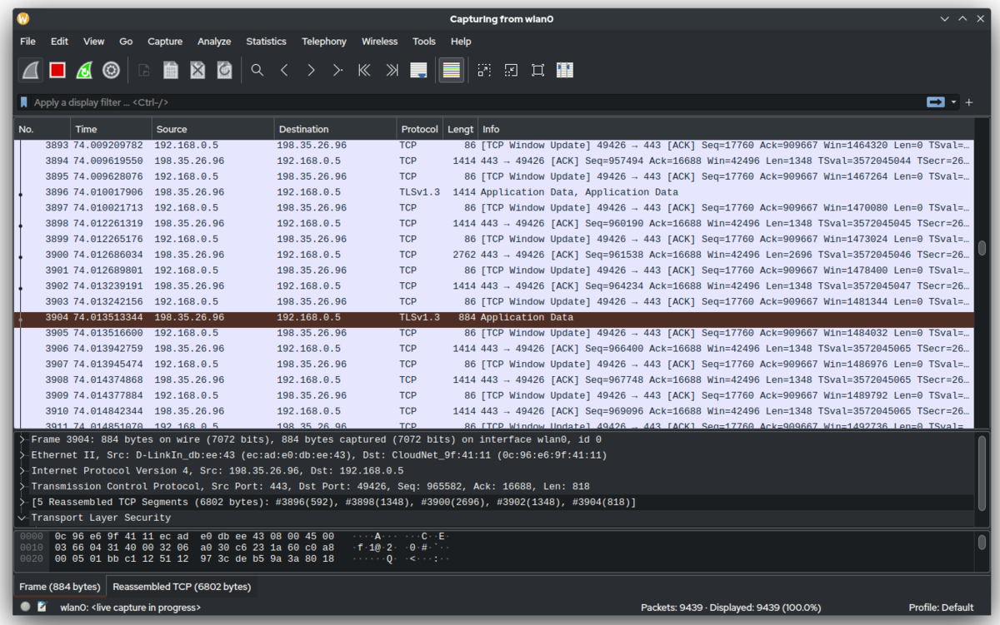 Capturing from wlan0
File Edit View Go Capture Analyze Statistics Telephony Wireless Tools Help
Apply a display filter ... <Ctrl-/>
No. Time Source Destination Protocol Lengt Info
3893 74.009209782 192.168.0.5 198.35.26.96 TCP 86 [TCP Window Update] 49426 → 443 [ACK] Seq=17760 Ack=909667 Win=1464320 Len=0 TSval=…
3894 74.009619550 198.35.26.96 192.168.0.5 TCP 1414 443 → 49426 [ACK] Seq=957494 Ack=16688 Win=42496 Len=1348 TSval=3572045044 TSecr=26…
3895 74.009628076 192.168.0.5 198.35.26.96 TCP 86 [TCP Window Update] 49426 → 443 [ACK] Seq=17760 Ack=909667 Win=1467264 Len=0 TSval=…
3896 74.010017906 198.35.26.96 192.168.0.5 TLSv1.3 1414 Application Data, Application Data
3897 74.010021713 192.168.0.5 198.35.26.96 TCP 86 [TCP Window Update] 49426 → 443 [ACK] Seq=17760 Ack=909667 Win=1470080 Len=0 TSval=…
3898 74.012261319 198.35.26.96 192.168.0.5 TCP 1414 443 → 49426 [ACK] Seq=960190 Ack=16688 Win=42496 Len=1348 TSval=3572045045 TSecr=26…
3899 74.012265176 192.168.0.5 198.35.26.96 TCP 86 [TCP Window Update] 49426 → 443 [ACK] Seq=17760 Ack=909667 Win=1473024 Len=0 TSval=…
3900 74.012686034 198.35.26.96 192.168.0.5 TCP 2762 443 → 49426 [ACK] Seq=961538 Ack=16688 Win=42496 Len=2696 TSval=3572045046 TSecr=26…
3901 74.012689801 192.168.0.5 198.35.26.96 TCP 86 [TCP Window Update] 49426 → 443 [ACK] Seq=17760 Ack=909667 Win=1478400 Len=0 TSval=…
3902 74.013239191 198.35.26.96 192.168.0.5 TCP 1414 443 → 49426 [ACK] Seq=964234 Ack=16688 Win=42496 Len=1348 TSval=3572045047 TSecr=26…
3903 74.013242156 192.168.0.5 198.35.26.96 TCP 86 [TCP Window Update] 49426 → 443 [ACK] Seq=17760 Ack=909667 Win=1481344 Len=0 TSval=…
3904 74.013513344 198.35.26.96 192.168.0.5 TLSv1.3 884 Application Data
3905 74.013516600 192.168.0.5 198.35.26.96 TCP 86 [TCP Window Update] 49426 → 443 [ACK] Seq=17760 Ack=909667 Win=1484032 Len=0 TSval=…
3906 74.013942759 198.35.26.96 192.168.0.5 TCP 1414 443 → 49426 [ACK] Seq=966400 Ack=16688 Win=42496 Len=1348 TSval=3572045065 TSecr=26…
3907 74.013945474 192.168.0.5 198.35.26.96 TCP 86 [TCP Window Update] 49426 → 443 [ACK] Seq=17760 Ack=909667 Win=1486976 Len=0 TSval=…
3908 74.014374868 198.35.26.96 192.168.0.5 TCP 1414 443 → 49426 [ACK] Seq=967748 Ack=16688 Win=42496 Len=1348 TSval=3572045065 TSecr=26…
3909 74.014377884 192.168.0.5 198.35.26.96 TCP 86 [TCP Window Update] 49426 → 443 [ACK] Seq=17760 Ack=909667 Win=1489792 Len=0 TSval=…
3910 74.014842344 198.35.26.96 192.168.0.5 TCP 1414 443 → 49426 [ACK] Seq=969096 Ack=16688 Win=42496 Len=1348 TSval=3572045065 TSecr=26…
3911 74.014851070 192.168.0.5 198.35.26.96 TCP 86 [TCP Window Update] 49426 → 443 [ACK] Seq=17760 Ack=909667 Win=1492736 Len=0 TSval=…
Frame 3904: 884 bytes on wire (7072 bits), 884 bytes captured (7072 bits) on interface wlan0, id 0
Ethernet II, Src: D-LinkIn_db:ee:43 (ec:ad:e0:db:ee:43), Dst: CloudNet_9f:41:11 (0c:96:e6:9f:41:11)
Internet Protocol Version 4, Src: 198.35.26.96, Dst: 192.168.0.5
Transmission Control Protocol, Src Port: 443, Dst Port: 49426, Seq: 965582, Ack: 16688, Len: 818
[5 Reassembled TCP Segments (6802 bytes): #3896(592), #3898(1348), #3900(2696), #3902(1348), #3904(818)]
Transport Layer Security
0000 0c 96 e6 9f 41 11 ec ad e0 db ee 43 08 00 45 00 ····A··· ···C··E·
0010 03 66 04 31 40 00 32 06 a0 30 c6 23 1a 60 c0 a8 ·f·1@·2· ·0·#·`··
0020 00 05 01 bb c1 12 51 12 97 3c de b5 9a 3a 80 18 ······Q· ·<···:··
Frame (884 bytes) Reassembled TCP (6802 bytes)
wlan0: <live capture in progress> Packets: 9439 · Displayed: 9439 (100.0%) Profile: Default